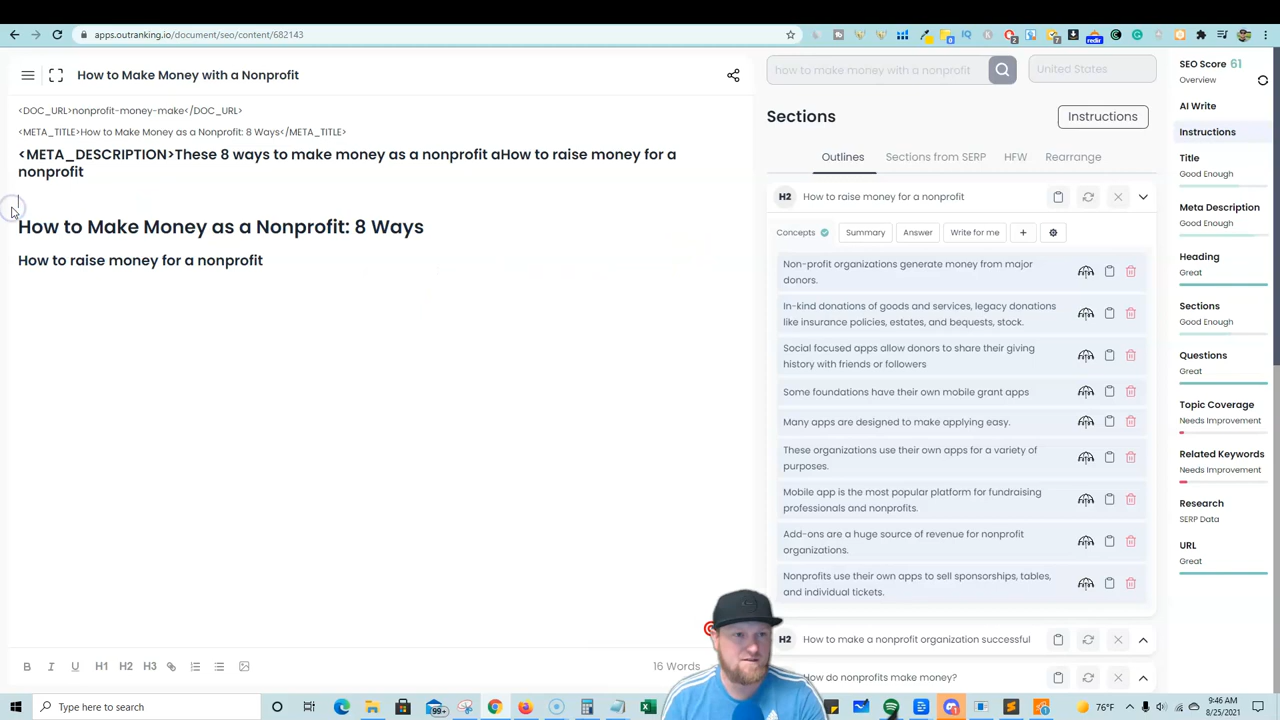 apps.outranking.io/document/seo/content/682143
How to Make Money with a Nonprofit
how to make money with a nonprofit
United States
SEO Score 61
Overview
<DOC_URL>nonprofit-money-make</DOC_URL>
<META_TITLE>How to Make Money as a Nonprofit: 8 Ways</META_TITLE>
<META_DESCRIPTION>These 8 ways to make money as a nonprofit aHow to raise money for a
nonprofit
How to Make Money as a Nonprofit: 8 Ways
How to raise money for a nonprofit
B I U H1 H2 H3
16 Words
Sections
Instructions
Outlines
Sections from SERP
HFW
Rearrange
H2 How to raise money for a nonprofit
Concepts
Summary
Answer
Write for me
+
Non-profit organizations generate money from major
donors.
In-kind donations of goods and services, legacy donations
like insurance policies, estates, and bequests, stock.
Social focused apps allow donors to share their giving
history with friends or followers
Some foundations have their own mobile grant apps
Many apps are designed to make applying easy.
These organizations use their own apps for a variety of
purposes.
Mobile app is the most popular platform for fundraising
professionals and nonprofits.
Add-ons are a huge source of revenue for nonprofit
organizations.
Nonprofits use their own apps to sell sponsorships, tables,
and individual tickets.
H2 How to make a nonprofit organization successful
How do nonprofits make money?
AI Write
Instructions
Title
Good Enough
Meta Description
Good Enough
Heading
Great
Sections
Good Enough
Questions
Great
Topic Coverage
Needs Improvement
Related Keywords
Needs Improvement
Research
SERP Data
URL
Great
Type here to search
99+
76°F
9:46 AM
8/25/2021